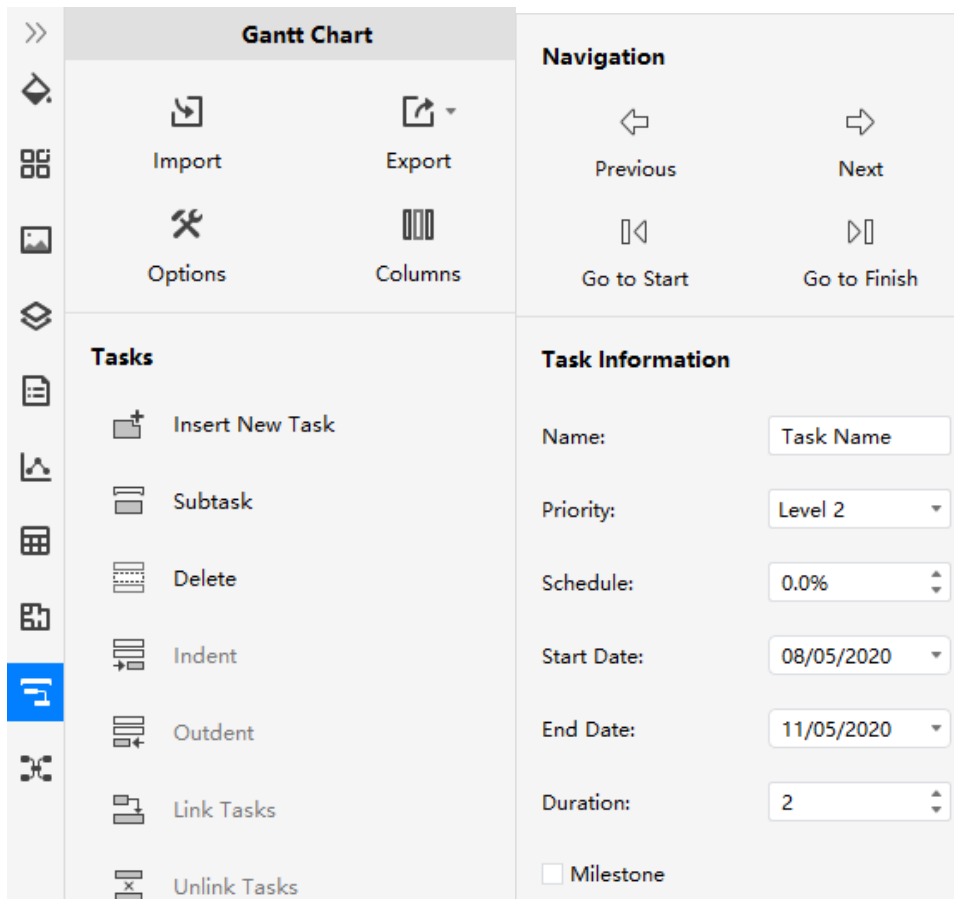 Gantt Chart
Import
Export
Options
Columns
Tasks
Insert New Task
Subtask
Delete
Indent
Outdent
Link Tasks
Unlink Tasks
Navigation
Previous
Next
Go to Start
Go to Finish
Task Information
Name: Task Name
Priority: Level 2
Schedule: 0.0%
Start Date: 08/05/2020
End Date: 11/05/2020
Duration: 2
Milestone